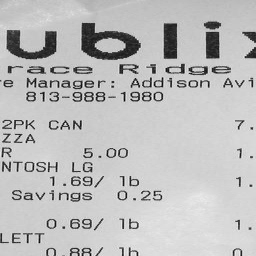 ublix
race Ridge
re Manager: Addison Avi
813-988-1980
2PK CAN 7.
ZZA
R 5.00 1.
NTOSH LG
1.69/ lb 1.
Savings 0.25
0.69/ lb 1.
LETT
0.88/ lb 0